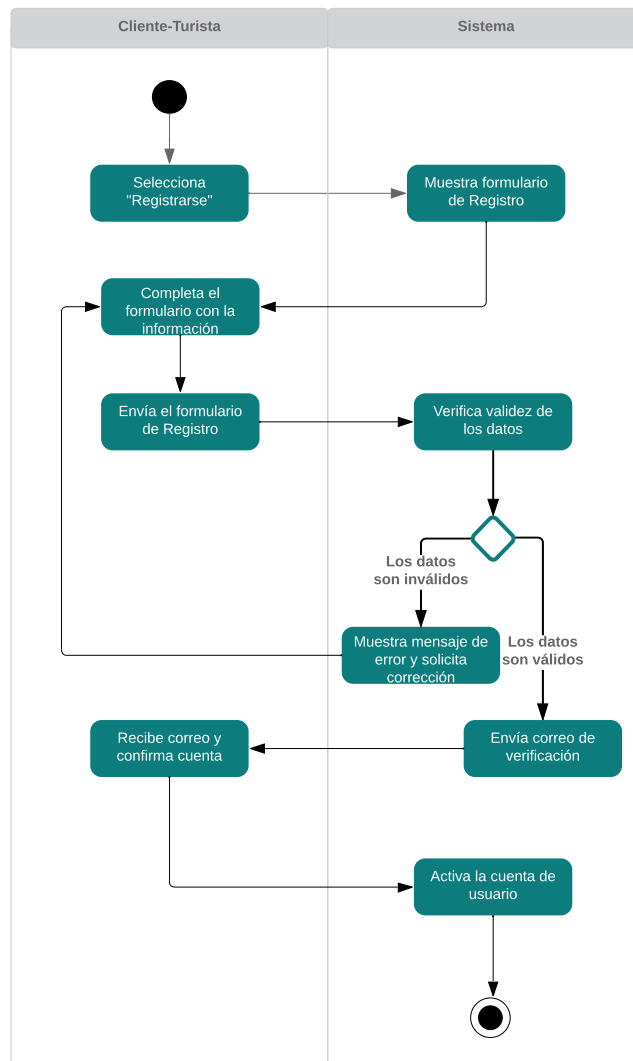 Cliente-Turista
Sistema
Selecciona
"Registrarse"
Muestra formulario
de Registro
Completa el
formulario con la
información
Envía el formulario
de Registro
Verifica validez de
los datos
Los datos
son inválidos
Muestra mensaje de
error y solicita
corrección
Los datos
son válidos
Recibe correo y
confirma cuenta
Envía correo de
verificación
Activa la cuenta de
usuario